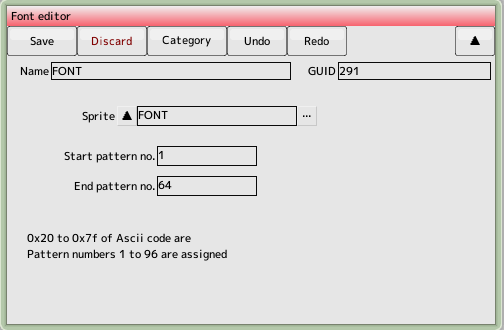 Font editor
Save Discard Category Undo Redo ▲
Name FONT GUID 291
Sprite ▲ FONT ...
Start pattern no. 1
End pattern no. 64
0x20 to 0x7f of Ascii code are
Pattern numbers 1 to 96 are assigned